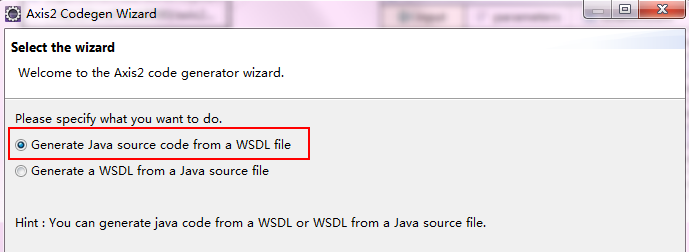 Axis2 Codegen Wizard
Select the wizard
Welcome to the Axis2 code generator wizard.
Please specify what you want to do.
Generate Java source code from a WSDL file
Generate a WSDL from a Java source file
Hint : You can generate java code from a WSDL or WSDL from a Java source file.